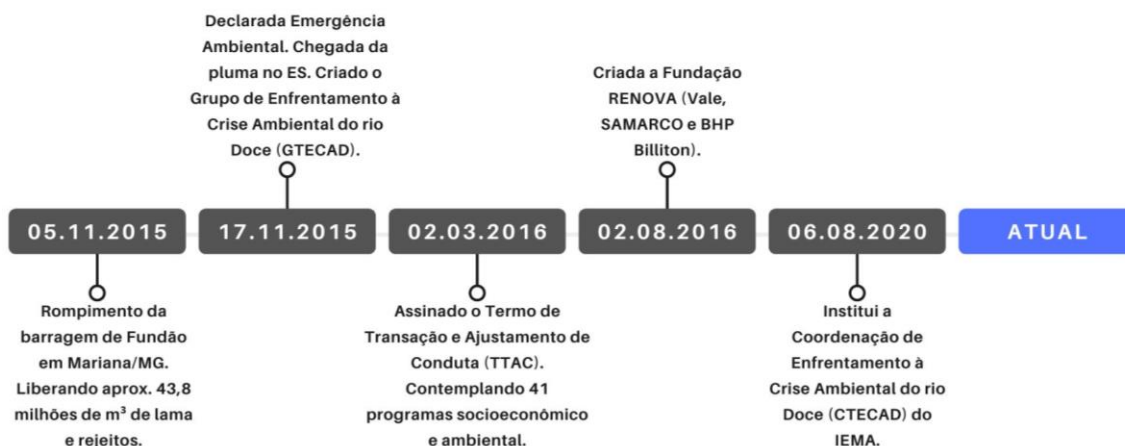 Declarada Emergência
Ambiental. Chegada da
pluma no ES. Criado o
Grupo de Enfrentamento à
Crise Ambiental do rio
Doce (GTECAD).
Criada a Fundação
RENOVA (Vale,
SAMARCO e BHP
Billiton).
05.11.2015
17.11.2015
02.03.2016
02.08.2016
06.08.2020
ATUAL
Rompimento da
barragem de Fundão
em Mariana/MG.
Liberando aprox. 43,8
milhões de m³ de lama
e rejeitos.
Assinado o Termo de
Transação e Ajustamento de
Conduta (TTAC).
Contemplando 41
programas socioeconômico
e ambiental.
Institui a
Coordenação de
Enfrentamento à
Crise Ambiental do rio
Doce (CTECAD) do
IEMA.